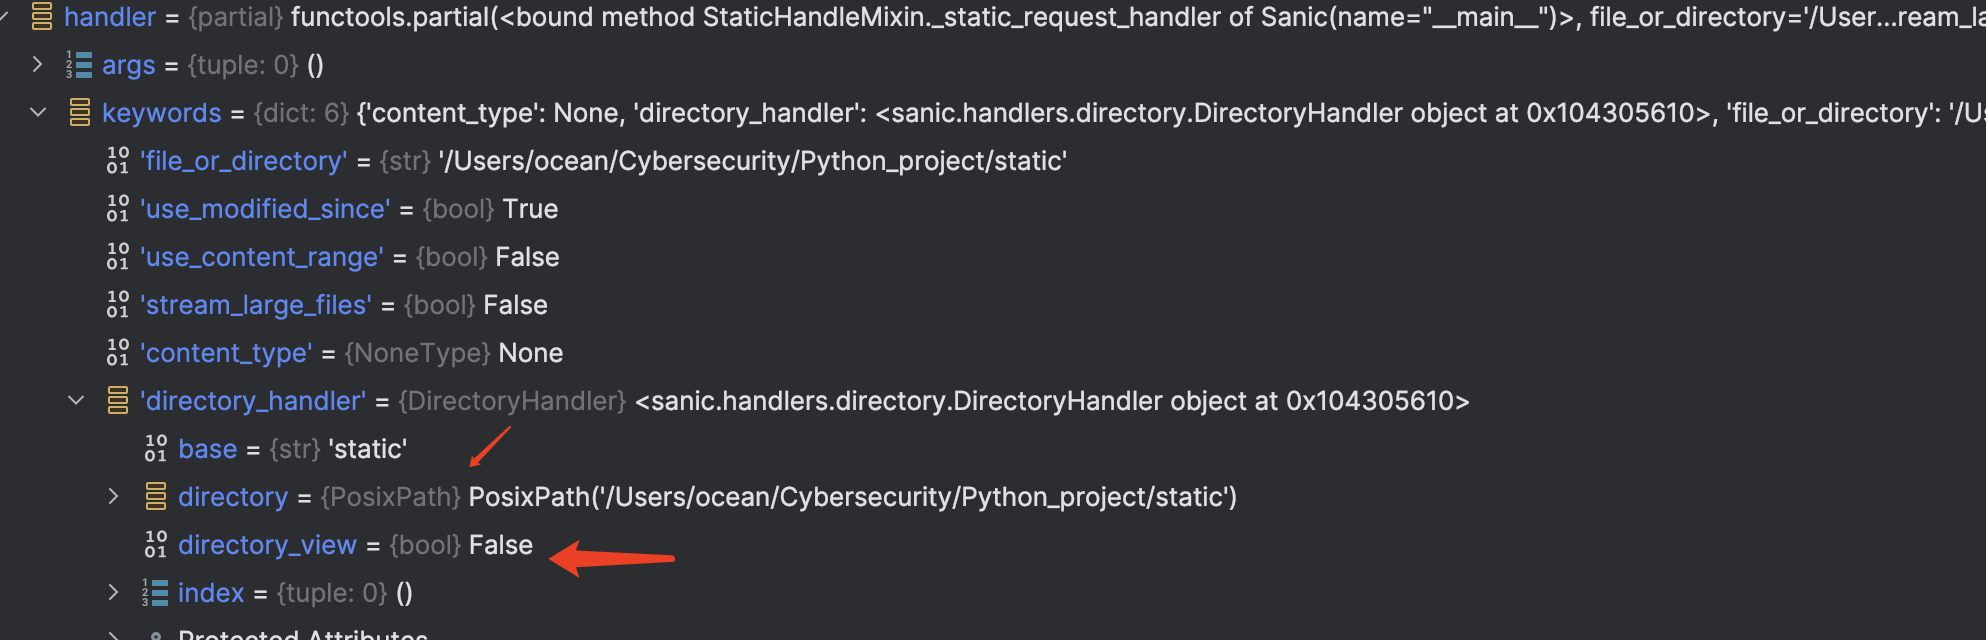 handler = {partial} functools.partial(<bound method StaticHandleMixin._static_request_handler of Sanic(name="__main__")>, file_or_directory='/User...ream_la
args = {tuple: 0} ()
keywords = {dict: 6} {'content_type': None, 'directory_handler': <sanic.handlers.directory.DirectoryHandler object at 0x104305610>, 'file_or_directory': '/Us
'file_or_directory' = {str} '/Users/ocean/Cybersecurity/Python_project/static'
'use_modified_since' = {bool} True
'use_content_range' = {bool} False
'stream_large_files' = {bool} False
'content_type' = {NoneType} None
'directory_handler' = {DirectoryHandler} <sanic.handlers.directory.DirectoryHandler object at 0x104305610>
base = {str} 'static'
directory = {PosixPath} PosixPath('/Users/ocean/Cybersecurity/Python_project/static')
directory_view = {bool} False
index = {tuple: 0} ()
Protected Attributes